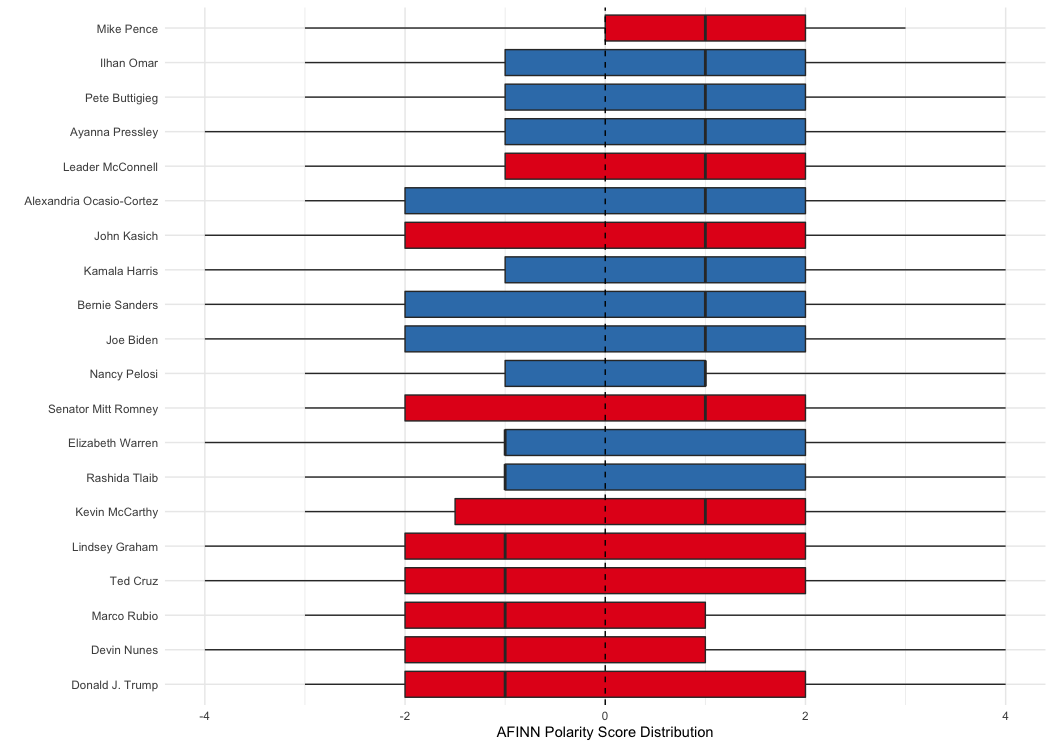 Mike Pence
Ilhan Omar
Pete Buttigieg
Ayanna Pressley
Leader McConnell
Alexandria Ocasio-Cortez
John Kasich
Kamala Harris
Bernie Sanders
Joe Biden
Nancy Pelosi
Senator Mitt Romney
Elizabeth Warren
Rashida Tlaib
Kevin McCarthy
Lindsey Graham
Ted Cruz
Marco Rubio
Devin Nunes
Donald J. Trump
-4 -2 0 2 4
AFINN Polarity Score Distribution